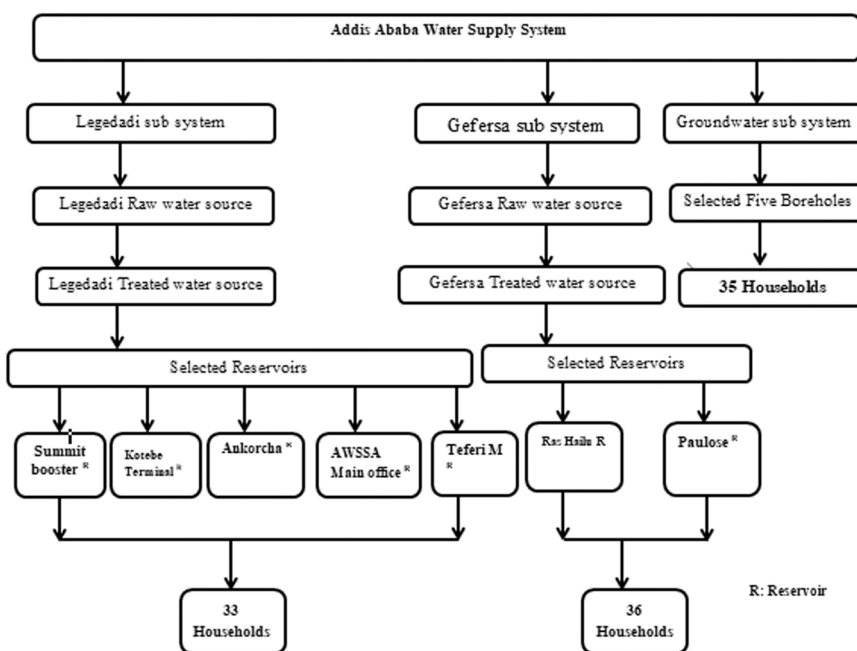 Addis Ababa Water Supply System
Legedadi sub system
Gefersa sub system
Groundwater sub system
Legedadi Raw water source
Gefersa Raw water source
Selected Five Boreholes
Legedadi Treated water source
Gefersa Treated water source
35 Households
Selected Reservoirs
Selected Reservoirs
Summit
booster R
Kotebe
Terminal R
Ankorcha R
AWSSA
Main office R
Teferi M
R
Ras Hailu R
Paulose R
R: Reservoir
33
Households
36
Households